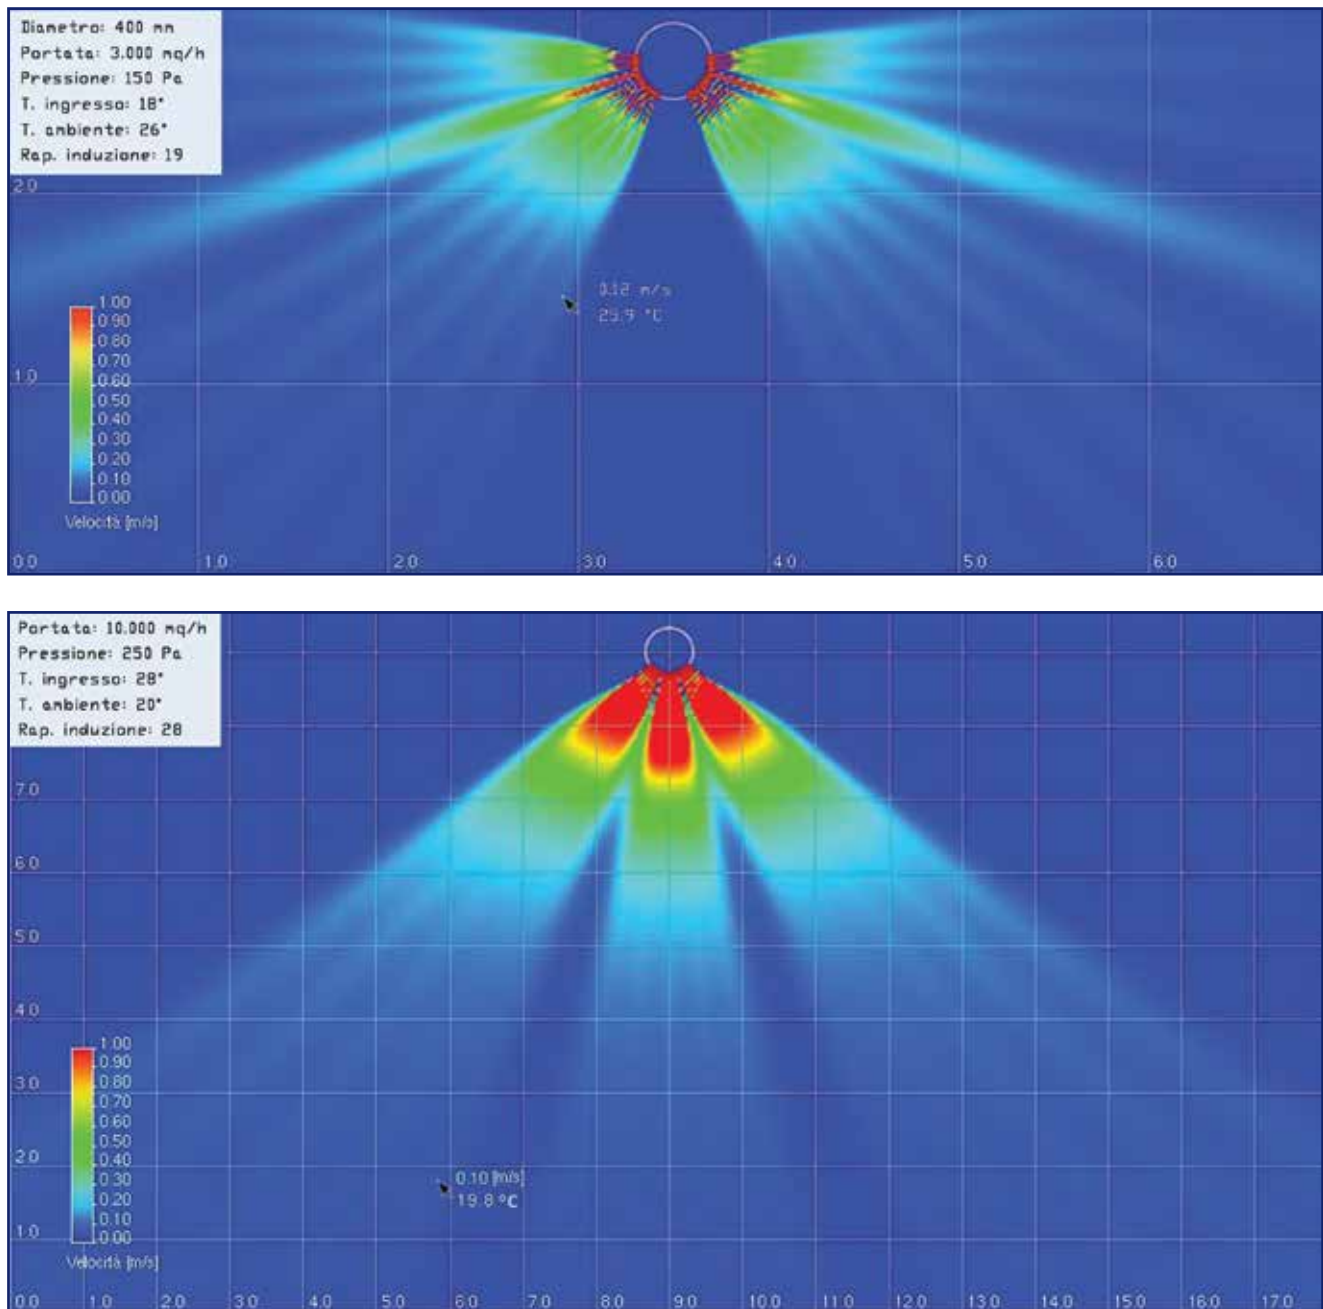 Diametro: 400 mm
Portata: 3.000 mq/h
Pressione: 150 Pa
T. ingresso: 18°
T. ambiente: 26°
Rap. induzione: 19
2.0
0.12 m/s
25.9 °C
1.00
0.90
0.80
0.70
0.60
0.50
0.40
0.30
0.20
0.10
0.00
Velocità [m/s]
1.0
0.0 1.0 2.0 3.0 4.0 5.0 6.0
Portata: 10.000 mq/h
Pressione: 250 Pa
T. ingresso: 28°
T. ambiente: 20°
Rap. induzione: 28
7.0
6.0
5.0
4.0
3.0
2.0
1.0
1.00
0.90
0.80
0.70
0.60
0.50
0.40
0.30
0.20
0.10
0.00
Velocità [m/s]
0.10 [m/s]
19.8 °C
0.0 1.0 2.0 3.0 4.0 5.0 6.0 7.0 8.0 9.0 10.0 11.0 12.0 13.0 14.0 15.0 16.0 17.0